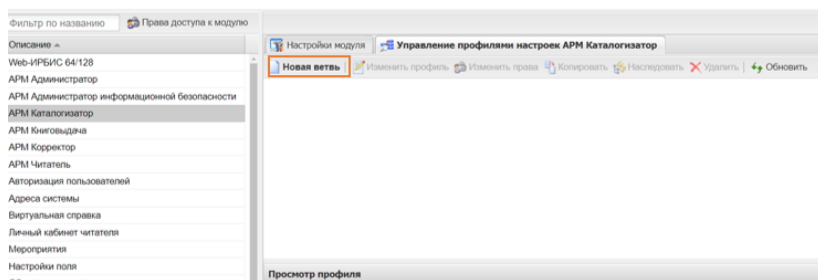 Фильтр по названию Права доступа к модулю
Описание
Web-ИРБИС 64/128
АРМ Администратор
АРМ Администратор информационной безопасности
АРМ Каталогизатор
АРМ Книговыдача
АРМ Корректор
АРМ Читатель
Авторизация пользователей
Адреса системы
Виртуальная справка
Личный кабинет читателя
Мероприятия
Настройки поля
Настройки модуля Управление профилями настроек АРМ Каталогизатор
Новая ветвь Изменить профиль Изменить права Копировать Наследовать Удалить Обновить
Просмотр профиля